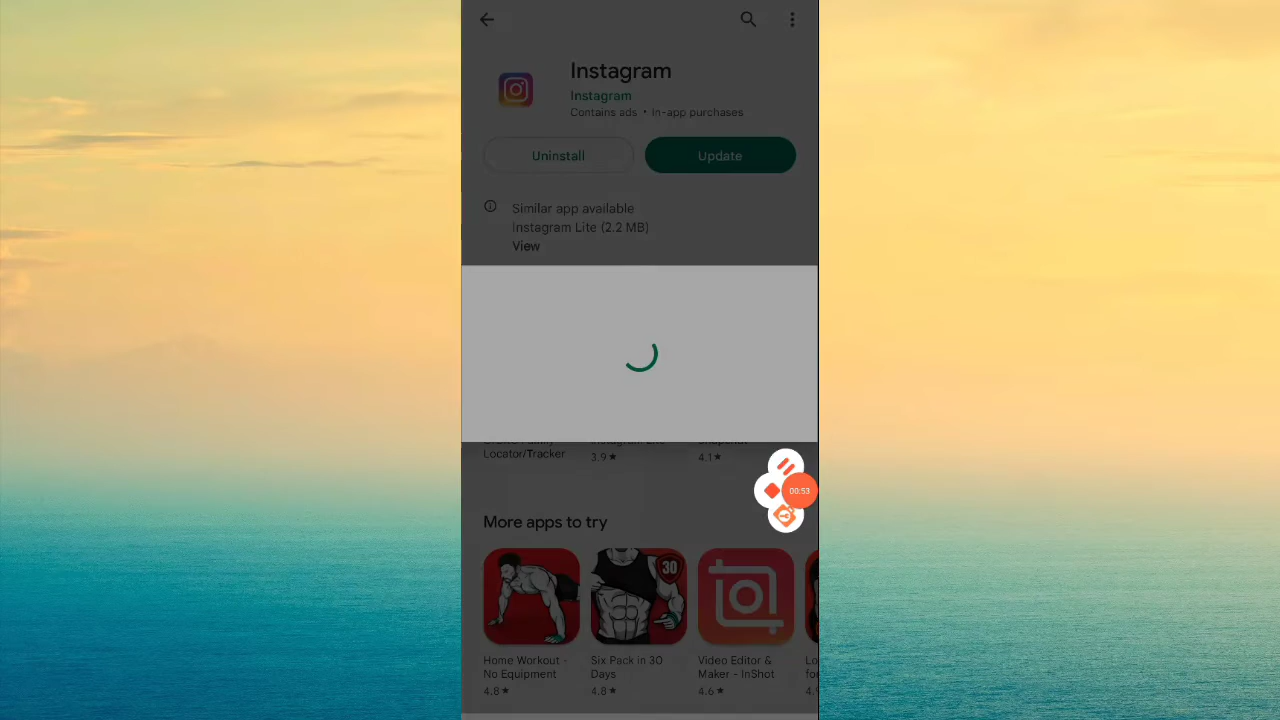 Instagram
Instagram
Contains ads • In-app purchases
Uninstall
Update
Similar app available
Instagram Lite (2.2 MB)
View
Locator/Tracker
3.9★
4.1★
00:53
More apps to try
30
Home Workout -
No Equipment
4.8★
Six Pack in 30
Days
4.8★
Video Editor &
Maker - InShot
4.6★